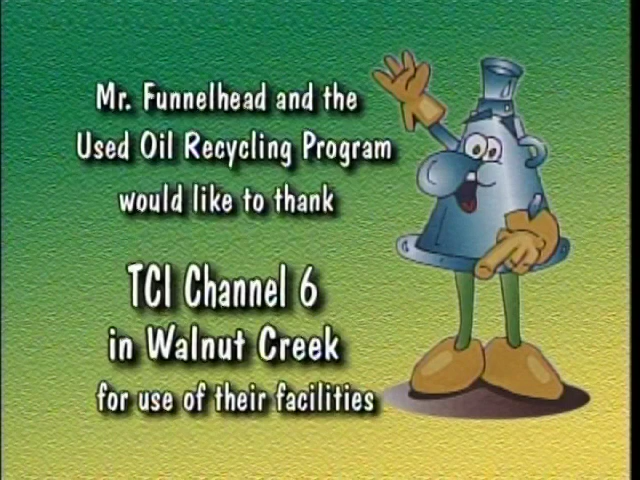 Mr. Funnelhead and the
Used Oil Recycling Program
would like to thank
TCI Channel 6
in Walnut Creek
for use of their facilities